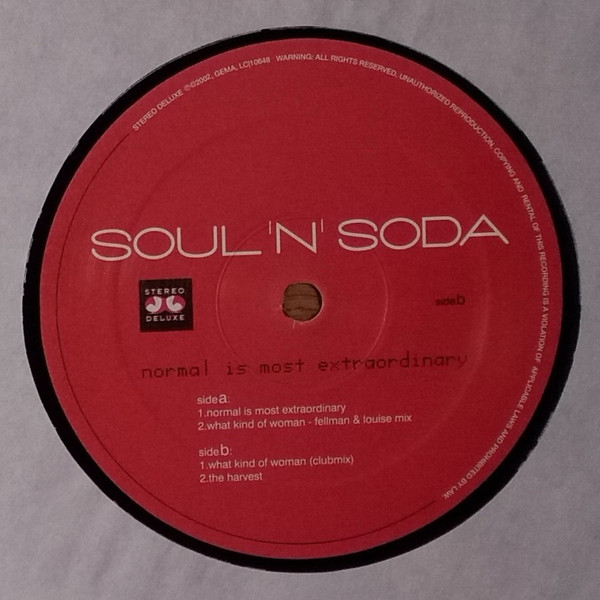 STEREO DELUXE ℗©2002, GEMA, LC|10648 WARNING: ALL RIGHTS RESERVED, UNAUTHORIZED REPRODUCTION, COPYING AND RENTAL OF THIS RECORDING IS A VIOLATION OF APPLICABLE LAWS AND PROHIBITED BY LAW.
SOUL 'N' SODA
STEREO
DELUXE
side b
normal is most extraordinary
side a:
1.normal is most extraordinary
2.what kind of woman - fellman & louise mix
side b:
1.what kind of woman (clubmix)
2.the harvest